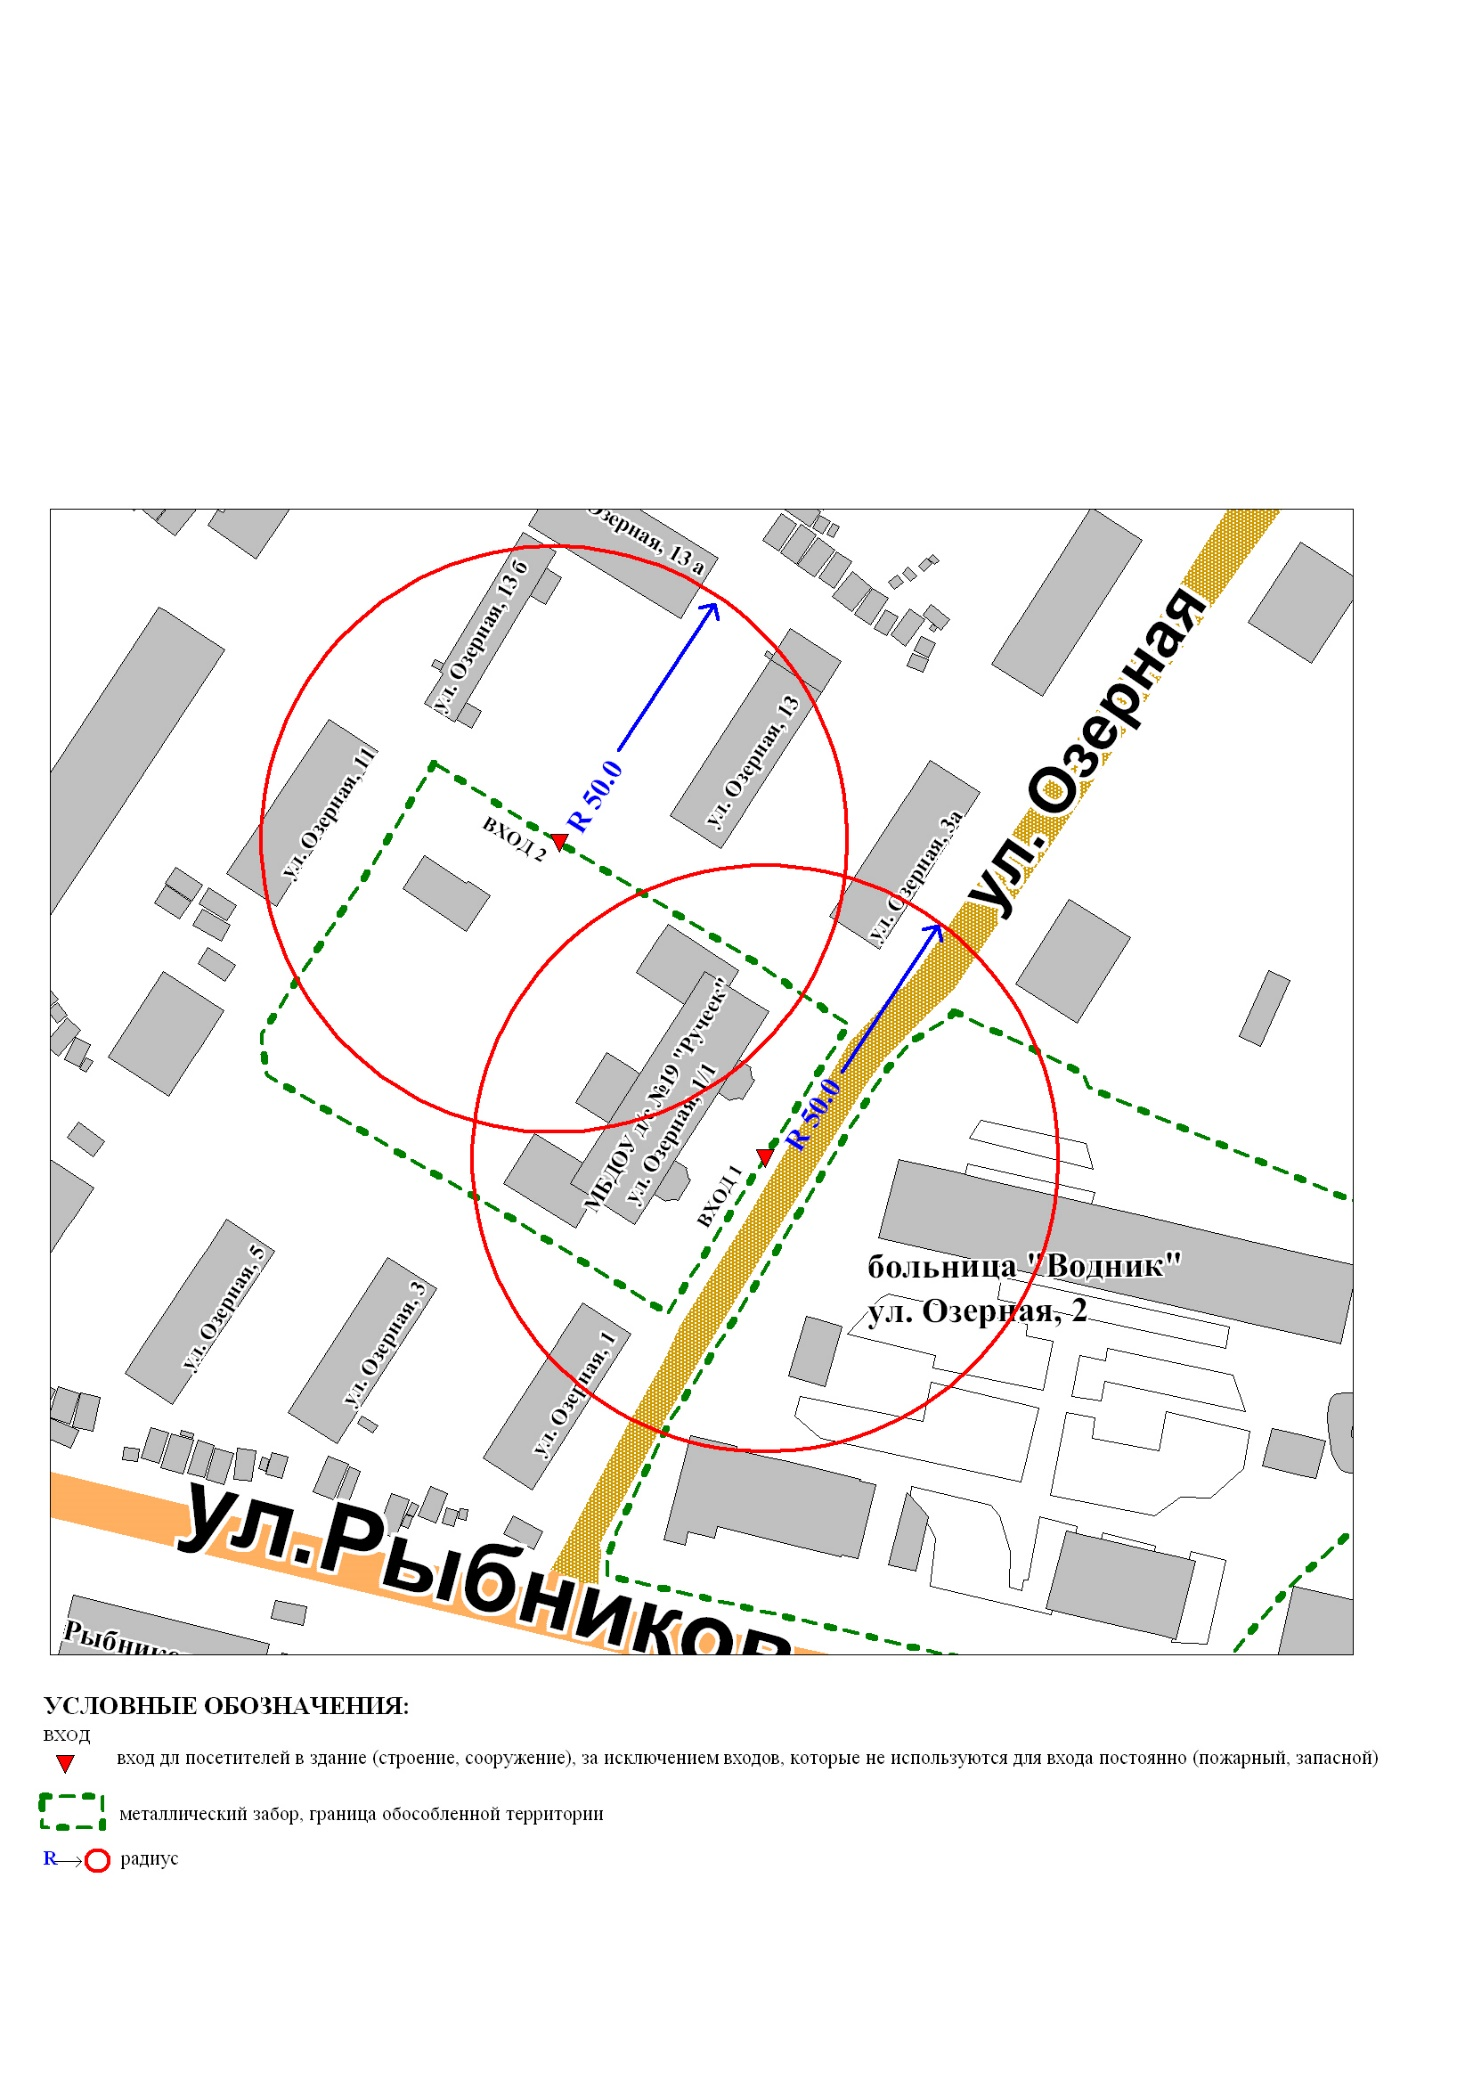 Озерная, 13 а
ул. Озерная, 13 б
ул. Озерная, 13
ул. Озерная, 11
R 50.0
ВХОД 2
ул. Озерная
ул. Озерная, 3а
МБДОУ д/с №19 "Ручеек"
ул. Озерная, 1/1
R 50.0
ВХОД 1
больница "Водник"
ул. Озерная, 2
ул. Озерная, 5
ул. Озерная, 3
ул. Озерная, 1
ул.Рыбников
Рыбнико
УСЛОВНЫЕ ОБОЗНАЧЕНИЯ:
ВХОД
вход дл посетителей в здание (строение, сооружение), за исключением входов, которые не используются для входа постоянно (пожарный, запасной)
металлический забор, граница обособленной территории
R
радиус